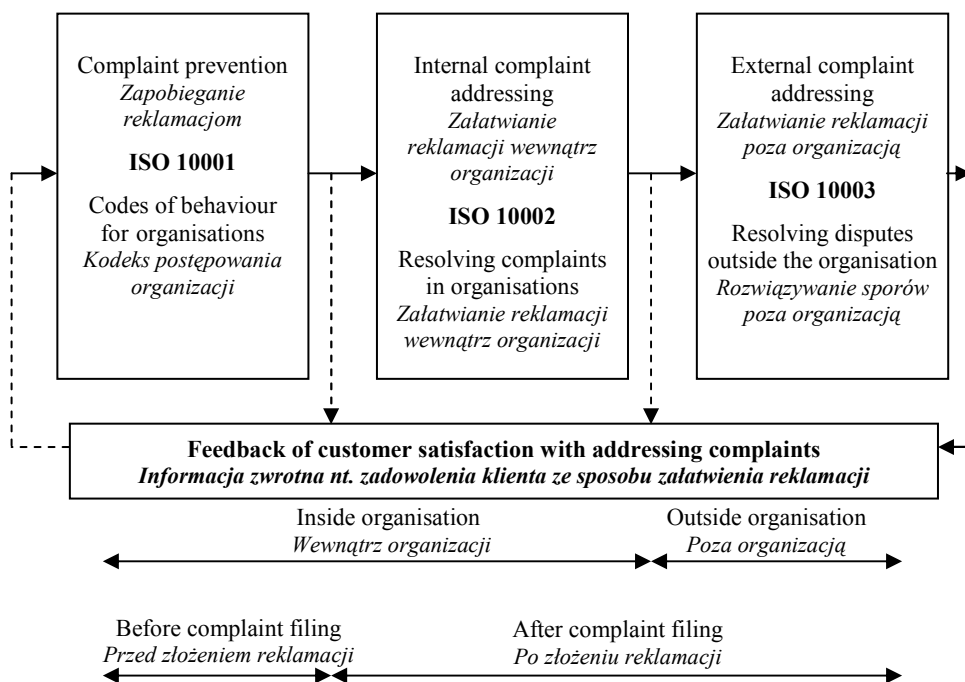 Complaint prevention
Zapobieganie
reklamacjom
ISO 10001
Codes of behaviour
for organisations
Kodeks postępowania
organizacji
Internal complaint
addressing
Załatwianie
reklamacji wewnątrz
organizacji
ISO 10002
Resolving complaints
in organisations
Załatwianie reklamacji
wewnątrz organizacji
External complaint
addressing
Załatwianie reklamacji
poza organizacją
ISO 10003
Resolving disputes
outside the organisation
Rozwiązywanie sporów
poza organizacją
Feedback of customer satisfaction with addressing complaints
Informacja zwrotna nt. zadowolenia klienta ze sposobu załatwienia reklamacji
Inside organisation
Wewnątrz organizacji
Outside organisation
Poza organizacją
Before complaint filing
Przed złożeniem reklamacji
After complaint filing
Po złożeniu reklamacji